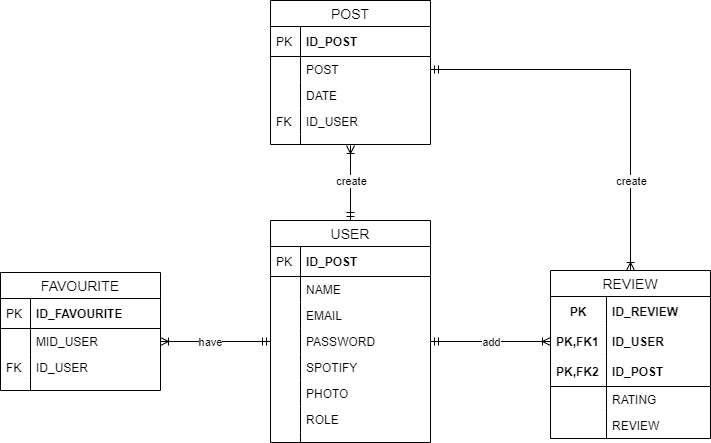 POST
PK ID_POST
POST
DATE
FK ID_USER
create
create
USER
PK ID_POST
NAME
EMAIL
PASSWORD
SPOTIFY
PHOTO
ROLE
FAVOURITE
PK ID_FAVOURITE
MID_USER
FK ID_USER
have
add
REVIEW
PK ID_REVIEW
PK,FK1 ID_USER
PK,FK2 ID_POST
RATING
REVIEW